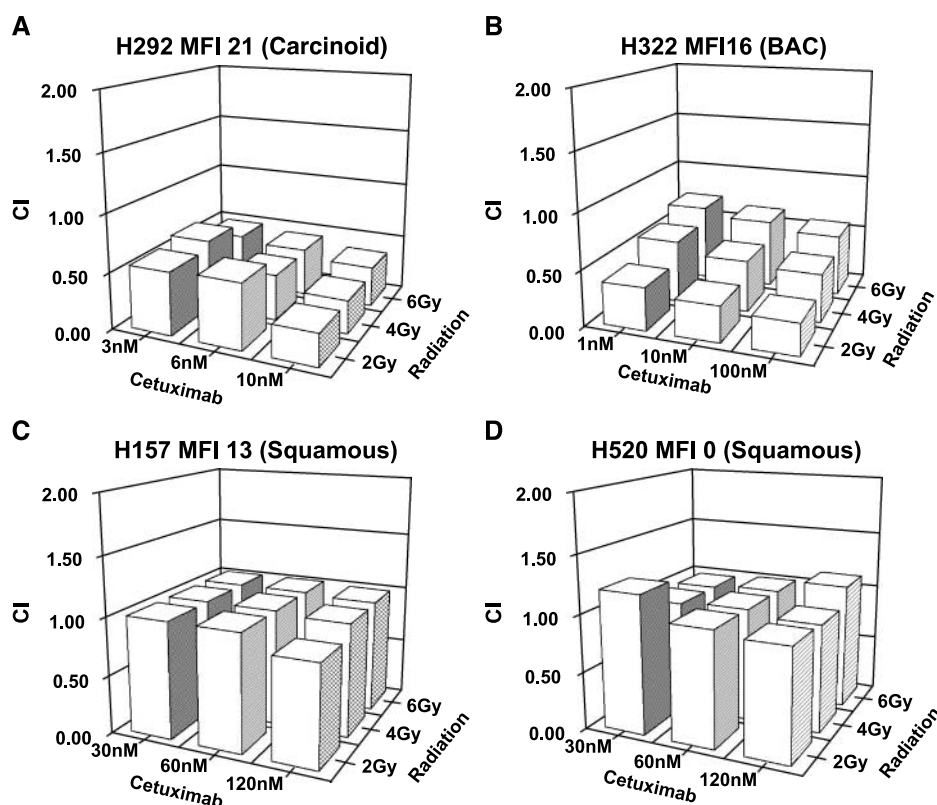 A
H292 MFI 21 (Carcinoid)
2.00
1.50
1.00
0.50
0.00
CI
3nM
6nM
10nM
Cetuximab
2Gy
4Gy
6Gy
Radiation
B
H322 MFI16 (BAC)
2.00
1.50
1.00
0.50
0.00
CI
1nM
10nM
100nM
Cetuximab
2Gy
4Gy
6Gy
Radiation
C
H157 MFI 13 (Squamous)
2.00
1.50
1.00
0.50
0.00
CI
30nM
60nM
120nM
Cetuximab
2Gy
4Gy
6Gy
Radiation
D
H520 MFI 0 (Squamous)
2.00
1.50
1.00
0.50
0.00
CI
30nM
60nM
120nM
Cetuximab
2Gy
4Gy
6Gy
Radiation